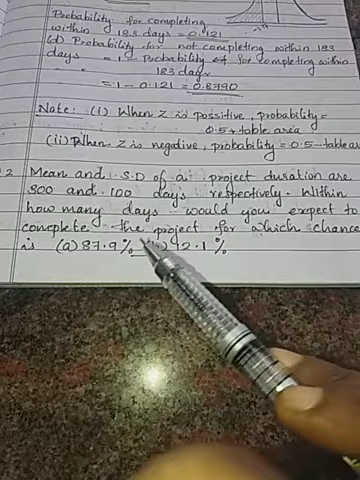 Probability for completing
within 183 days = 0.121
(d) Probability for not completing within 183
days = 1 - Probability of for completing within
183 days
= 1 - 0.121 = 0.8790
Note: (i) When Z is possitive, probability =
0.5 + table area
(ii) When Z is negative, probability = 0.5 - table area
2 Mean and S.D of a project duration are
800 and 100 days respectively. Within
how many days would you expect to
complete the project for which chance
is (a) 87.9% 12.1%